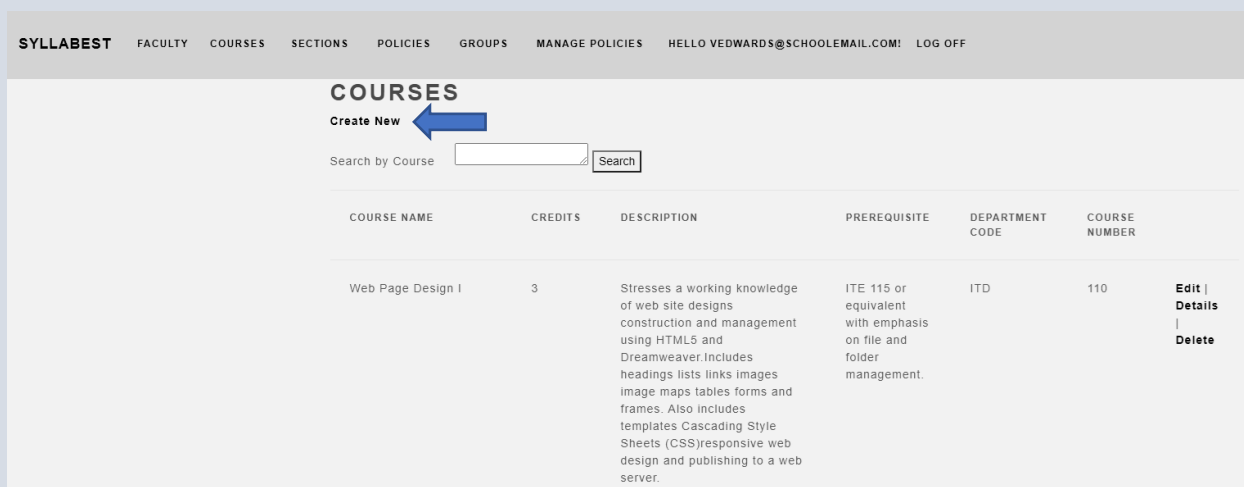 SYLLABEST FACULTY COURSES SECTIONS POLICIES GROUPS MANAGE POLICIES HELLO VEDWARDS@SCHOOLEMAIL.COM! LOG OFF
COURSES
Create New
Search by Course Search
COURSE NAME CREDITS DESCRIPTION PREREQUISITE DEPARTMENT CODE COURSE NUMBER
Web Page Design I
3
Stresses a working knowledge
of web site designs
construction and management
using HTML5 and
Dreamweaver.Includes
headings lists links images
image maps tables forms and
frames. Also includes
templates Cascading Style
Sheets (CSS)responsive web
design and publishing to a web
server.
ITE 115 or
equivalent
with emphasis
on file and
folder
management.
ITD
110
Edit |
Details
|
Delete